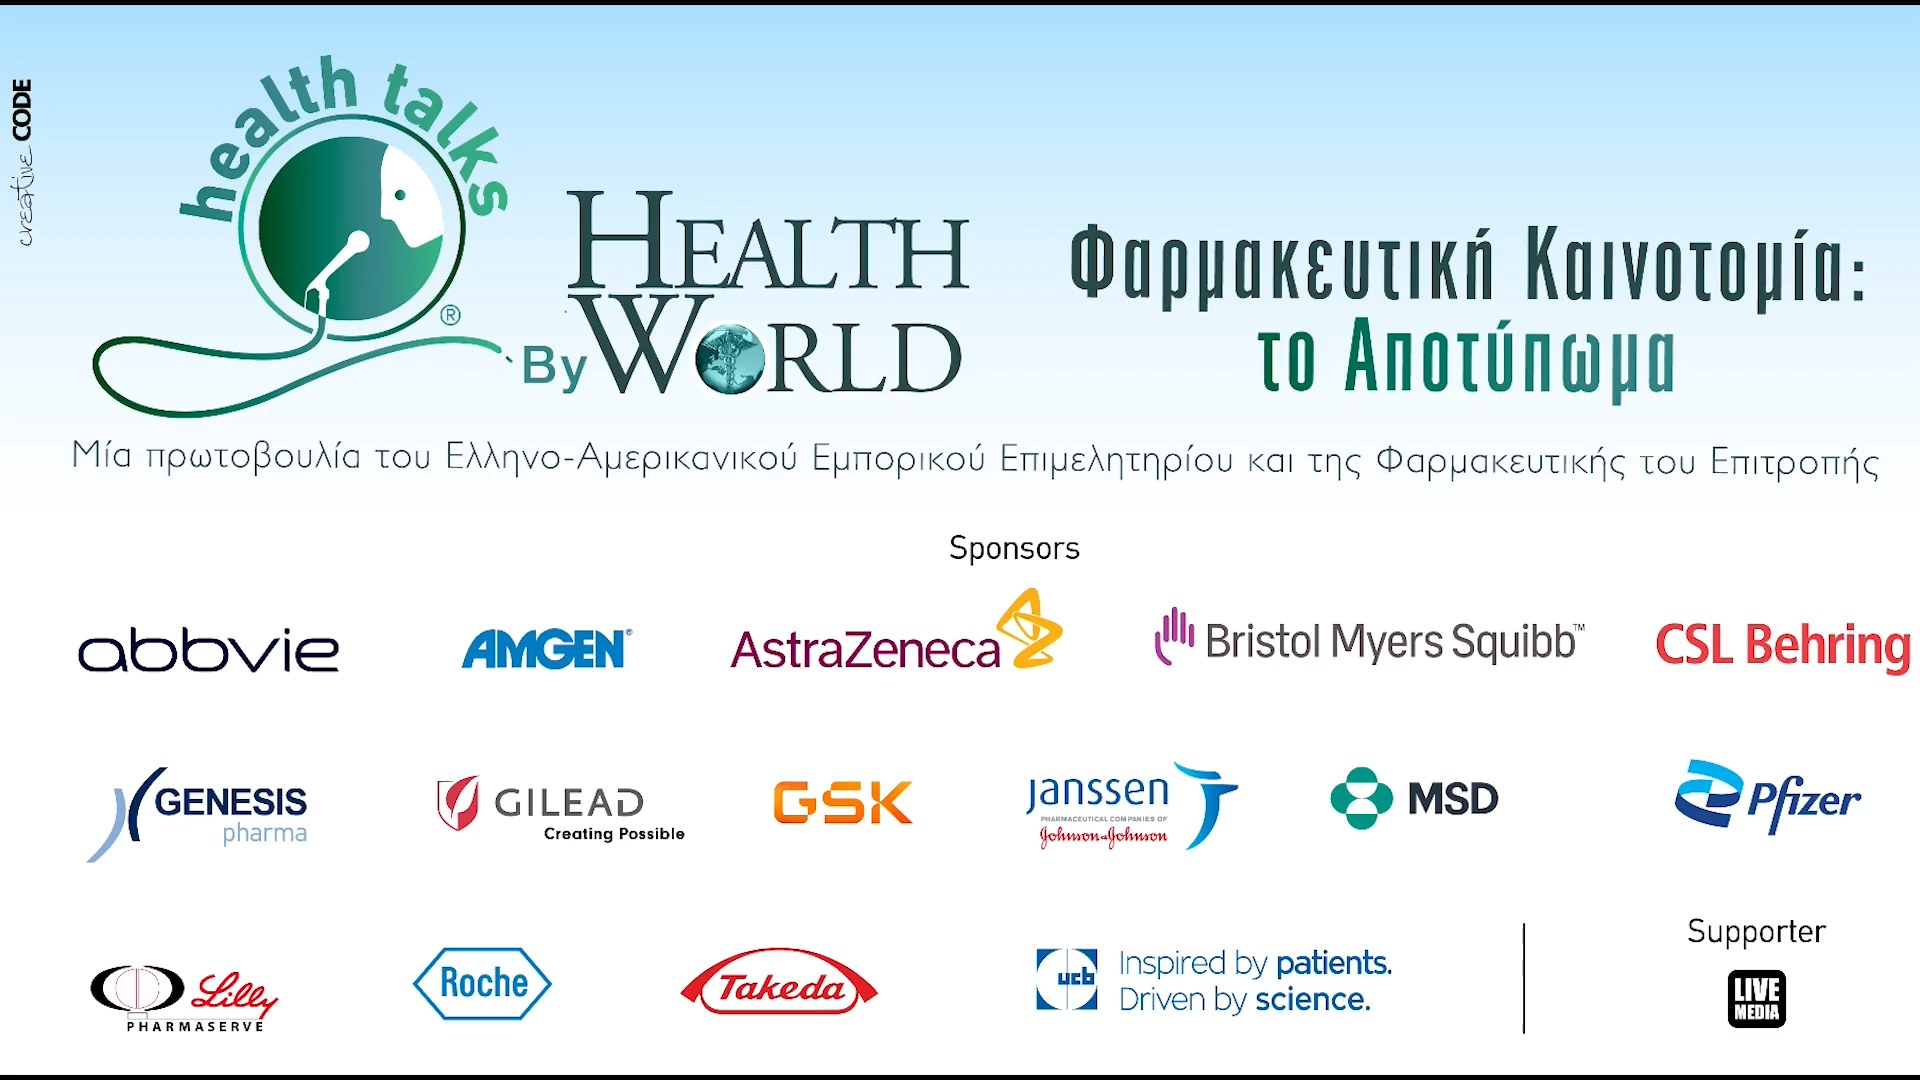 creative CODE
health talks
®
By HEALTH WORLD
Φαρμακευτική Καινοτομία:
το Αποτύπωμα
Μία πρωτοβουλία του Ελληνο-Αμερικανικού Εμπορικού Επιμελητηρίου και της Φαρμακευτικής του Επιτροπής
Sponsors
abbvie
AMGEN®
AstraZeneca
Bristol Myers Squibb™
CSL Behring
GENESIS
pharma
GILEAD
Creating Possible
GSK
janssen
PHARMACEUTICAL COMPANIES OF
Johnson & Johnson
MSD
Pfizer
Lilly
PHARMASERVE
Roche
Takeda
ucb
Inspired by patients.
Driven by science.
Supporter
LIVE
MEDIA